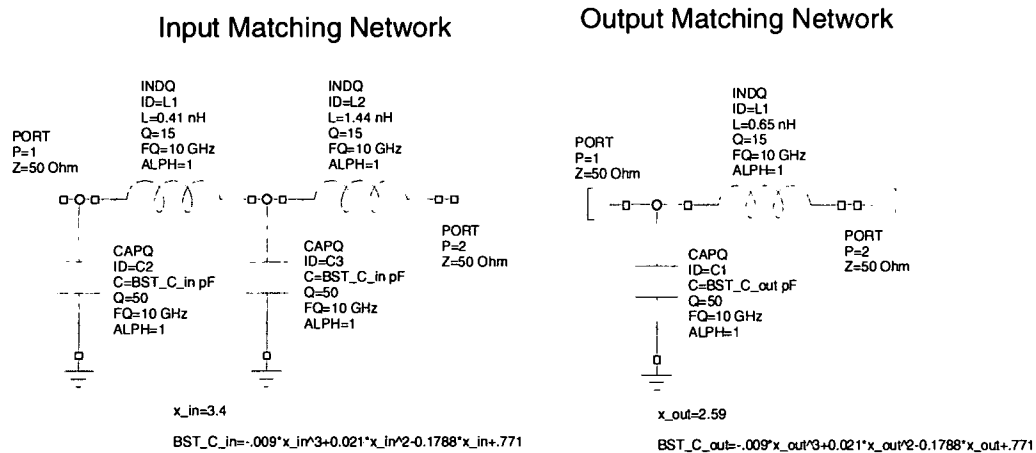 Input Matching Network
Output Matching Network
INDQ
ID=L1
L=0.41 nH
Q=15
FQ=10 GHz
ALPH=1
INDQ
ID=L2
L=1.44 nH
Q=15
FQ=10 GHz
ALPH=1
PORT
P=1
Z=50 Ohm
PORT
P=2
Z=50 Ohm
CAPQ
ID=C2
C=BST_C_in pF
Q=50
FQ=10 GHz
ALPH=1
CAPQ
ID=C3
C=BST_C_in pF
Q=50
FQ=10 GHz
ALPH=1
x_in=3.4
BST_C_in=-.009*x_in^3+0.021*x_in^2-0.1788*x_in+.771
INDQ
ID=L1
L=0.65 nH
Q=15
FQ=10 GHz
ALPH=1
PORT
P=1
Z=50 Ohm
PORT
P=2
Z=50 Ohm
CAPQ
ID=C1
C=BST_C_out pF
Q=50
FQ=10 GHz
ALPH=1
x_out=2.59
BST_C_out=-.009*x_out^3+0.021*x_out^2-0.1788*x_out+.771